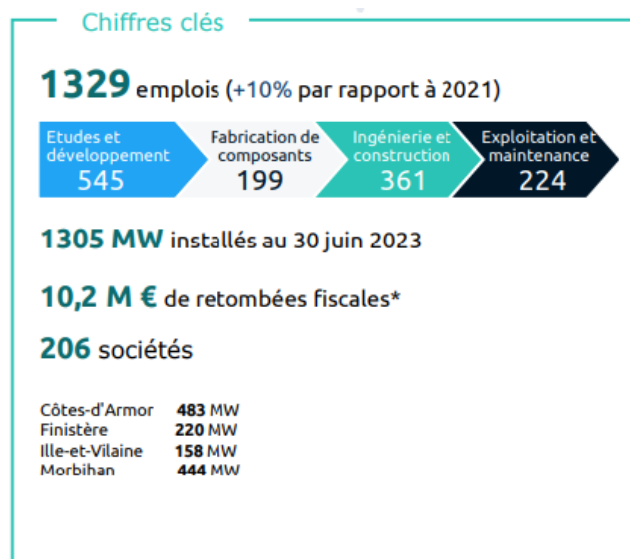 Chiffres clés
1329 emplois (+10% par rapport à 2021)
Etudes et
développement
545
Fabrication de
composants
199
Ingénierie et
construction
361
Exploitation et
maintenance
224
1305 MW installés au 30 juin 2023
10,2 M € de retombées fiscales*
206 sociétés
Côtes-d'Armor 483 MW
Finistère 220 MW
Ille-et-Vilaine 158 MW
Morbihan 444 MW